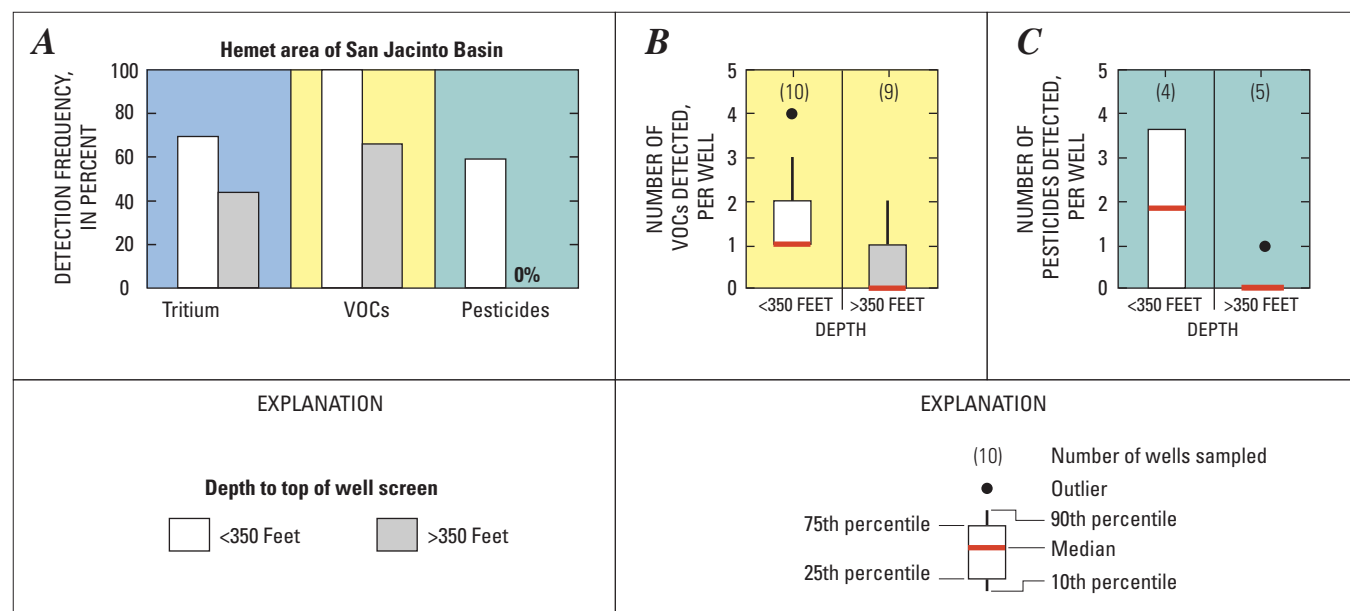 A
Hemet area of San Jacinto Basin
DETECTION FREQUENCY,
IN PERCENT
100
80
60
40
20
0
0%
Tritium
VOCs
Pesticides
B
NUMBER OF
VOCs DETECTED,
PER WELL
5
4
3
2
1
0
(10)
(9)
<350 FEET
>350 FEET
DEPTH
C
NUMBER OF
PESTICIDES DETECTED,
PER WELL
5
4
3
2
1
0
(4)
(5)
<350 FEET
>350 FEET
DEPTH
EXPLANATION
Depth to top of well screen
<350 Feet
>350 Feet
EXPLANATION
(10)
Number of wells sampled
Outlier
75th percentile
90th percentile
Median
25th percentile
10th percentile